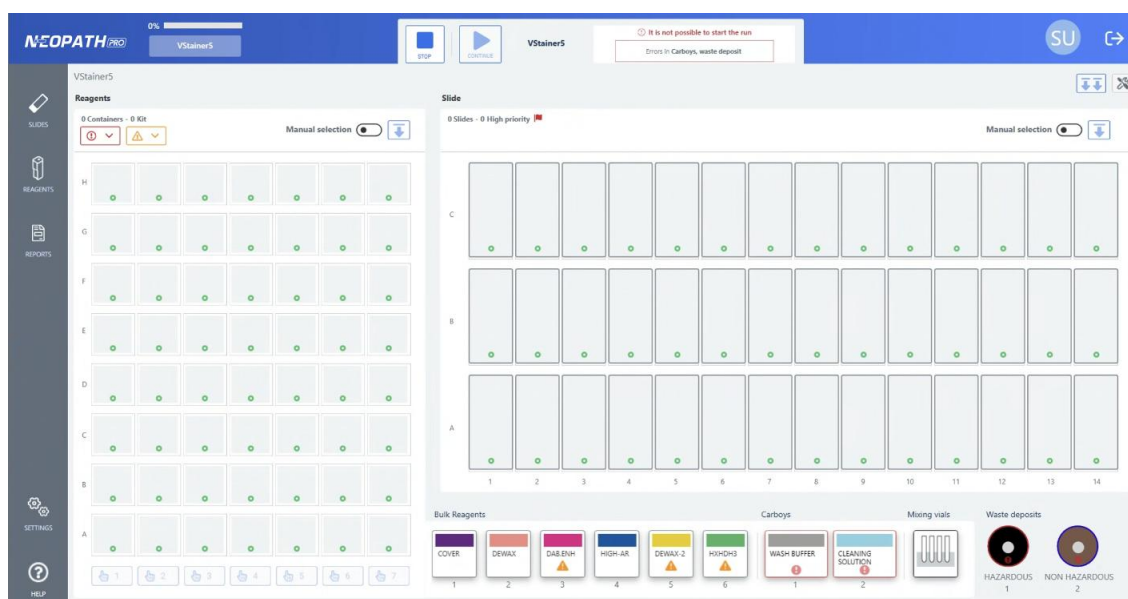 NEOPATH PRO
0%
VStainer5
STOP
CONTINUE
VStainer5
It is not possible to start the run
Errors in Carboys, waste deposit
SU
VStainer5
SLIDES
REAGENTS
REPORTS
SETTINGS
HELP
Reagents
0 Containers - 0 Kit
Manual selection
H
G
F
E
D
C
B
A
1 2 3 4 5 6 7
Slide
0 Slides - 0 High priority
Manual selection
C
B
A
1 2 3 4 5 6 7 8 9 10 11 12 13 14
Bulk Reagents
COVER
DEWAX
DAB.ENH
HIGH-AR
DEWAX-2
HXHDH3
1 2 3 4 5 6
Carboys
WASH BUFFER
CLEANING
SOLUTION
1 2
Mixing vials
Waste deposits
HAZARDOUS NON HAZARDOUS
1 2